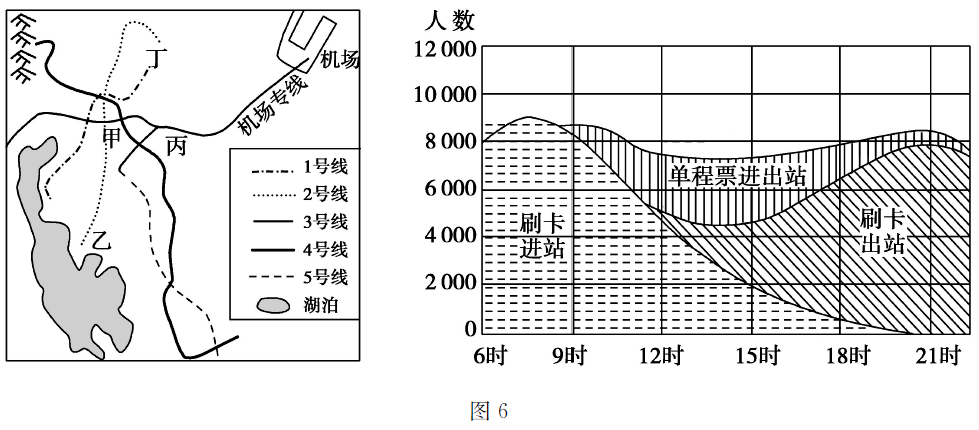 丁
机场
机场专线
甲
丙
乙
1号线
2号线
3号线
4号线
5号线
湖泊
人数
12 000
10 000
8 000
6 000
4 000
2 000
0
单程票进出站
刷卡
进站
刷卡
出站
6时
9时
12时
15时
18时
21时
图 6